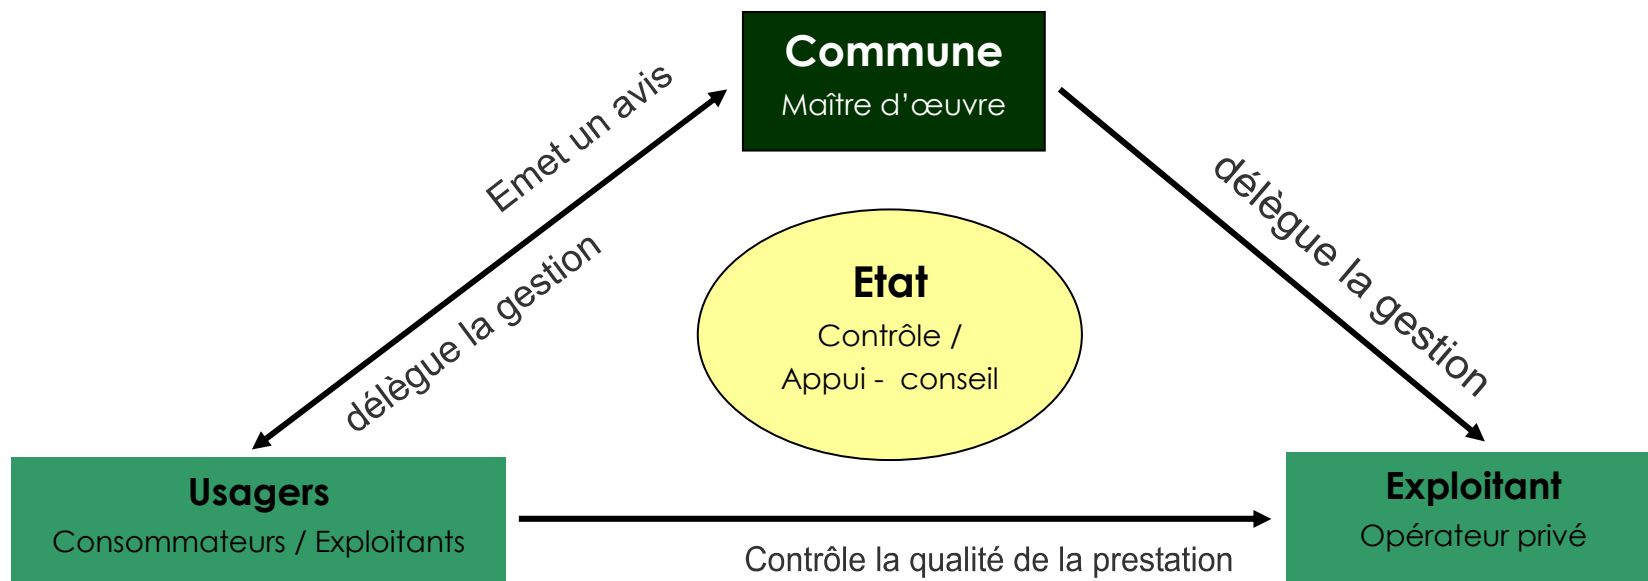 Commune
Maître d’œuvre
Emet un avis
délègue la gestion
délègue la gestion
Etat
Contrôle /
Appui - conseil
Usagers
Consommateurs / Exploitants
Exploitant
Opérateur privé
Contrôle la qualité de la prestation